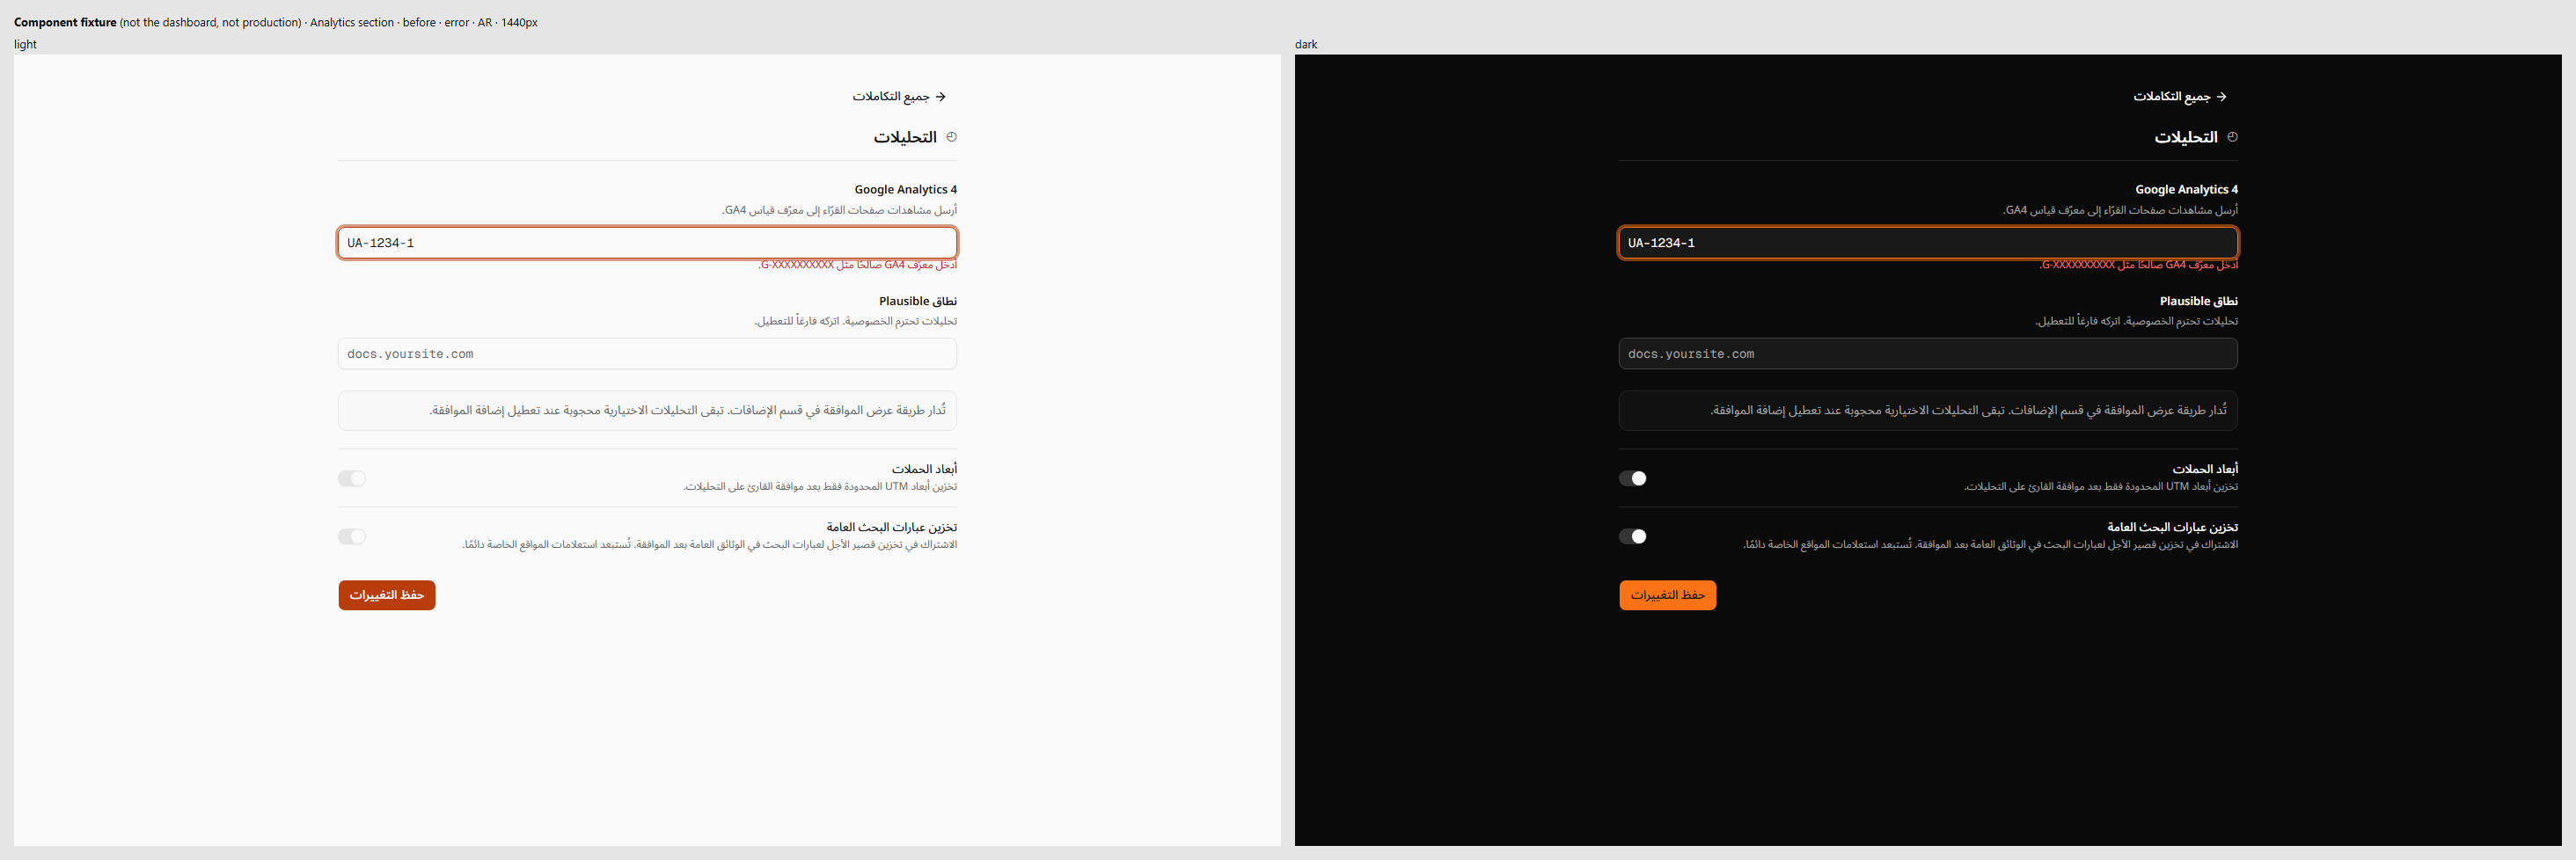 Component fixture (not the dashboard, not production) · Analytics section · before · error · AR · 1440px
light
جميع التكاملات
التحليلات
Google Analytics 4
أرسل مشاهدات صفحات القرّاء إلى معرّف قياس GA4.
UA-1234-1
أدخل معرّف GA4 صالحًا مثل G-XXXXXXXXXX.
نطاق Plausible
تحليلات تحترم الخصوصية. اتركه فارغاً للتعطيل.
docs.yoursite.com
تُدار طريقة عرض الموافقة في قسم الإضافات. تبقى التحليلات الاختيارية محجوبة عند تعطيل إضافة الموافقة.
أبعاد الحملات
تخزين أبعاد UTM المحدودة فقط بعد موافقة القارئ على التحليلات.
تخزين عبارات البحث العامة
الاشتراك في تخزين قصير الأجل لعبارات البحث في الوثائق العامة بعد الموافقة. تُستبعد استعلامات المواقع الخاصة دائمًا.
حفظ التغييرات
dark
جميع التكاملات
التحليلات
Google Analytics 4
أرسل مشاهدات صفحات القرّاء إلى معرّف قياس GA4.
UA-1234-1
أدخل معرّف GA4 صالحًا مثل G-XXXXXXXXXX.
نطاق Plausible
تحليلات تحترم الخصوصية. اتركه فارغاً للتعطيل.
docs.yoursite.com
تُدار طريقة عرض الموافقة في قسم الإضافات. تبقى التحليلات الاختيارية محجوبة عند تعطيل إضافة الموافقة.
أبعاد الحملات
تخزين أبعاد UTM المحدودة فقط بعد موافقة القارئ على التحليلات.
تخزين عبارات البحث العامة
الاشتراك في تخزين قصير الأجل لعبارات البحث في الوثائق العامة بعد الموافقة. تُستبعد استعلامات المواقع الخاصة دائمًا.
حفظ التغييرات